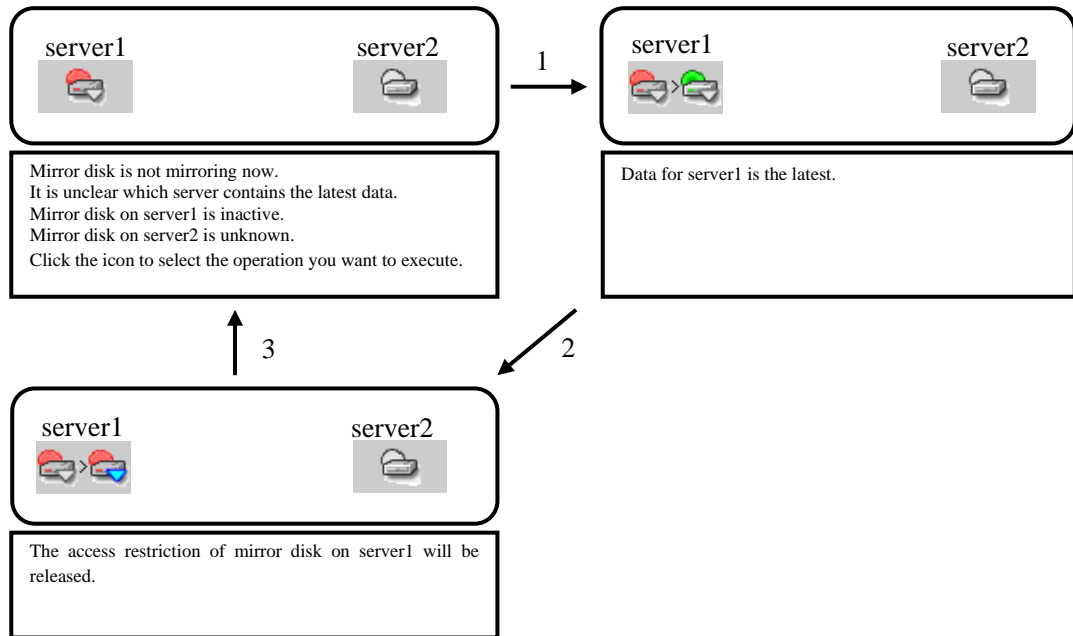 server1
server2
1
server1
server2
>
Mirror disk is not mirroring now.
It is unclear which server contains the latest data.
Mirror disk on server1 is inactive.
Mirror disk on server2 is unknown.
Click the icon to select the operation you want to execute.
Data for server1 is the latest.
3
2
server1
server2
>
The access restriction of mirror disk on server1 will be
released.